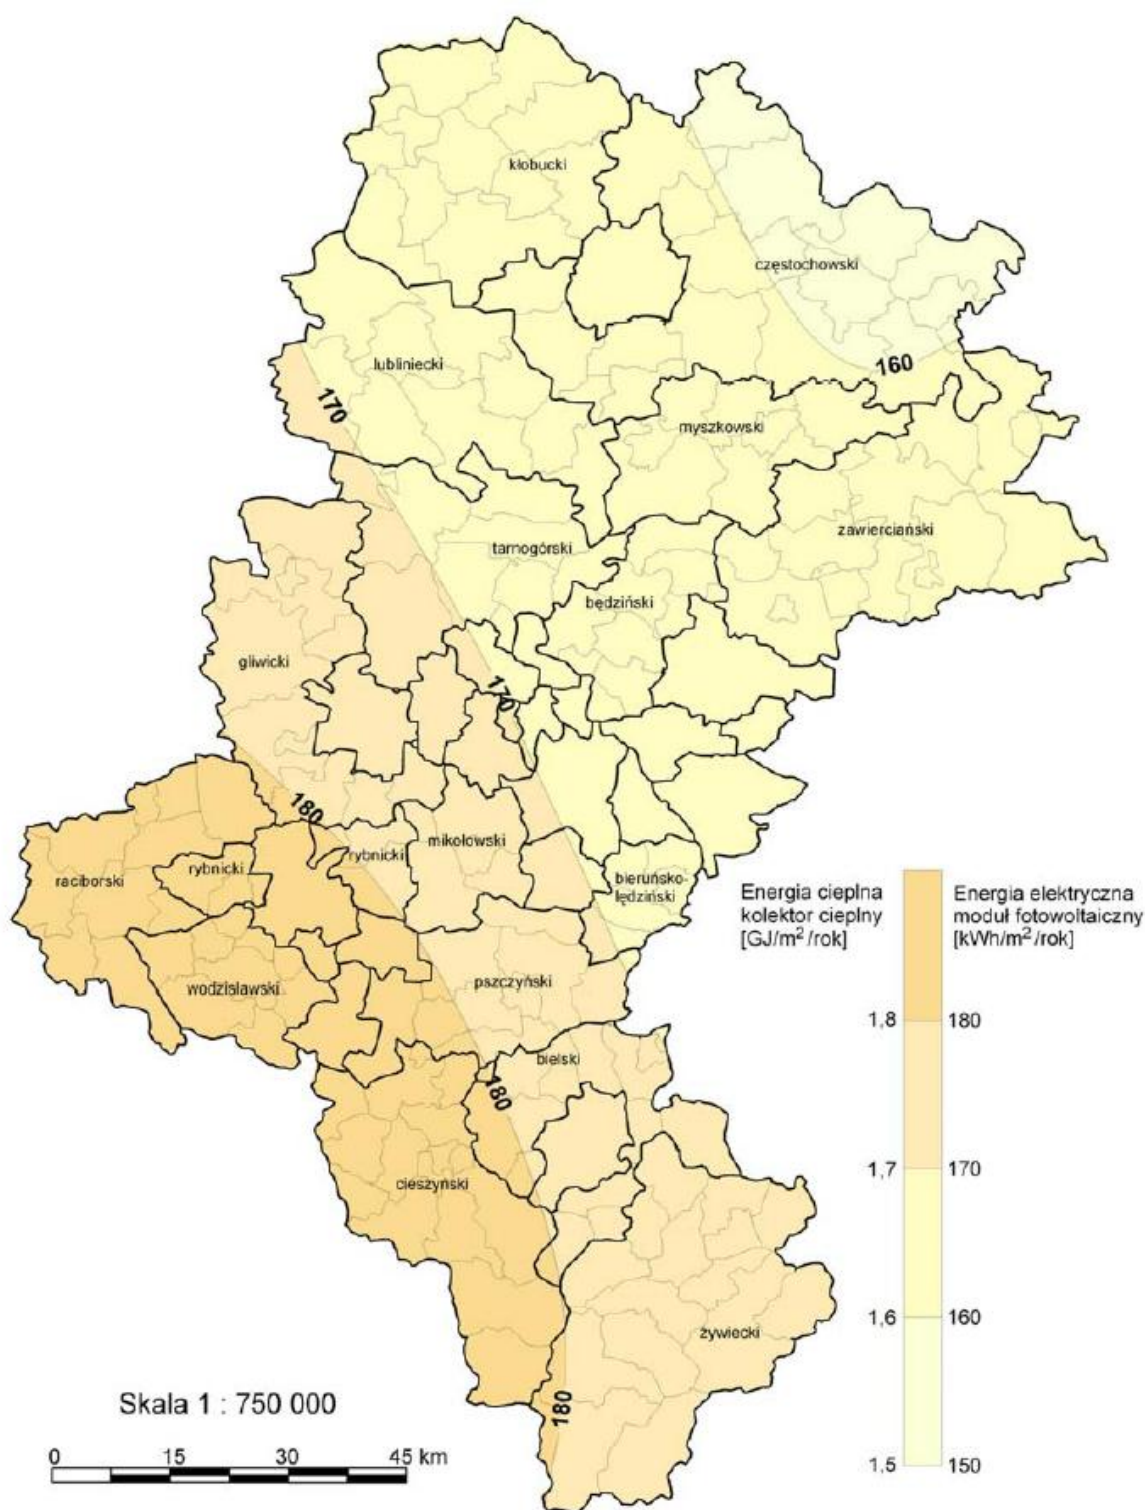 kłobucki
częstochowski
160
lubliniecki
170
myszkowski
zawierciański
tarnogórski
będziński
gliwicki
170
180
mikołowski
rybnicki
rybnicki
raciborski
bieruńsko-
lędziński
wodzisławski
pszczyński
bielski
180
cieszyński
żywiecki
180
Energia cieplna
kolektor cieplny
[GJ/m²/rok]
Energia elektryczna
moduł fotowoltaiczny
[kWh/m²/rok]
1,8 180
1,7 170
1,6 160
1,5 150
Skala 1 : 750 000
0 15 30 45 km